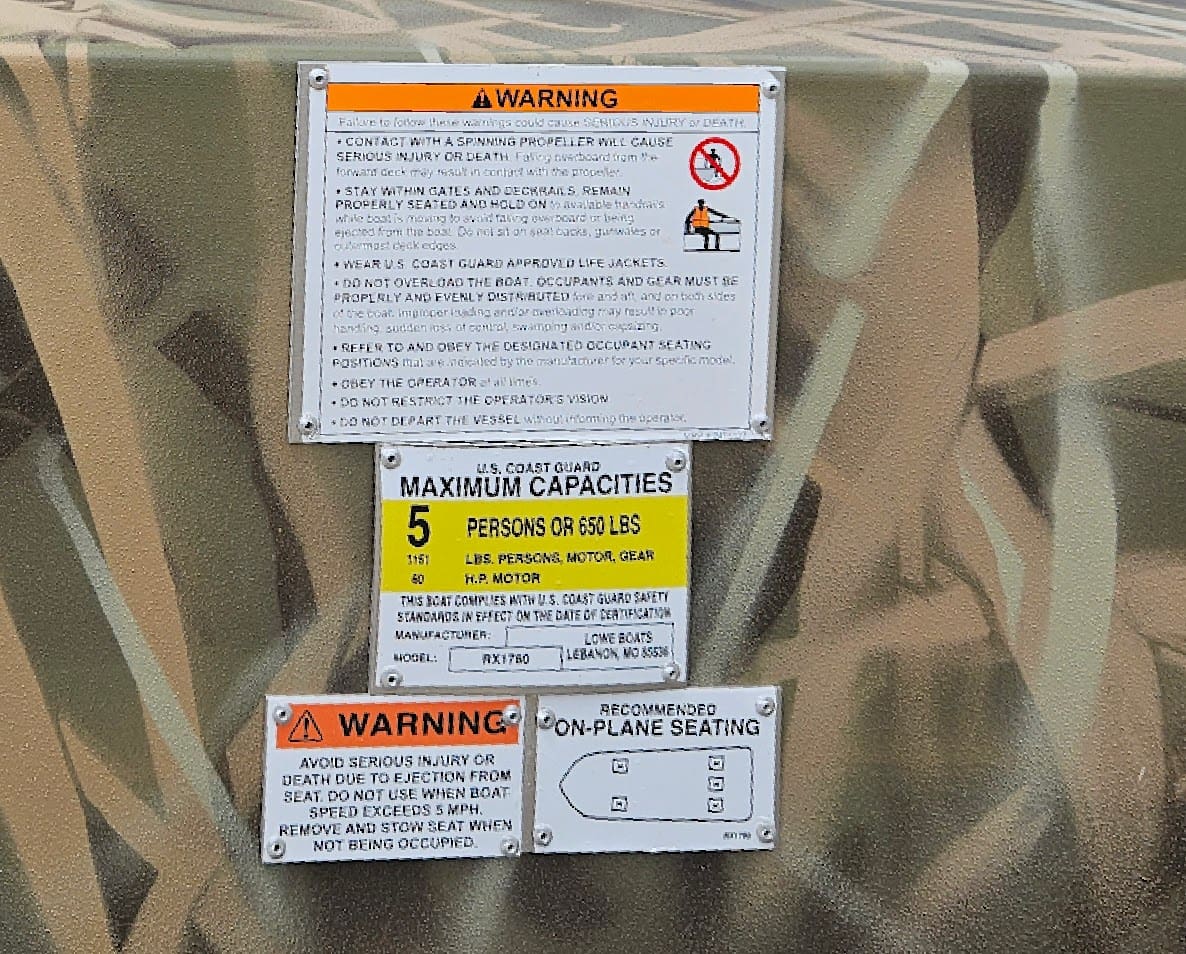 WARNING
Failure to follow these warnings could cause SERIOUS INJURY or DEATH.
• CONTACT WITH A SPINNING PROPELLER WILL CAUSE
SERIOUS INJURY OR DEATH. Falling overboard from the
forward deck may result in contact with the propeller.
• STAY WITHIN GATES AND DECKRAILS, REMAIN
PROPERLY SEATED AND HOLD ON to available handrails
while boat is moving to avoid falling overboard or being
ejected from the boat. Do not sit on seat backs, gunwales or
outermost deck edges.
• WEAR U.S. COAST GUARD APPROVED LIFE JACKETS.
• DO NOT OVERLOAD THE BOAT. OCCUPANTS AND GEAR MUST BE
PROPERLY AND EVENLY DISTRIBUTED fore and aft, and on both sides
of the boat. Improper loading and/or overloading may result in poor
handling, sudden loss of control, swamping and/or capsizing.
• REFER TO AND OBEY THE DESIGNATED OCCUPANT SEATING
POSITIONS that are indicated by the manufacturer for your specific model.
• OBEY THE OPERATOR at all times.
• DO NOT RESTRICT THE OPERATOR'S VISION
• DO NOT DEPART THE VESSEL without informing the operator.
U.S. COAST GUARD
MAXIMUM CAPACITIES
5 PERSONS OR 650 LBS
LBS. PERSONS, MOTOR, GEAR
60 H.P. MOTOR
THIS BOAT COMPLIES WITH U.S. COAST GUARD SAFETY
STANDARDS IN EFFECT ON THE DATE OF CERTIFICATION
MANUFACTURER: LOWE BOATS
LEBANON, MO 65536
MODEL: RX1760
WARNING
AVOID SERIOUS INJURY OR
DEATH DUE TO EJECTION FROM
SEAT. DO NOT USE WHEN BOAT
SPEED EXCEEDS 5 MPH.
REMOVE AND STOW SEAT WHEN
NOT BEING OCCUPIED.
RECOMMENDED
ON-PLANE SEATING